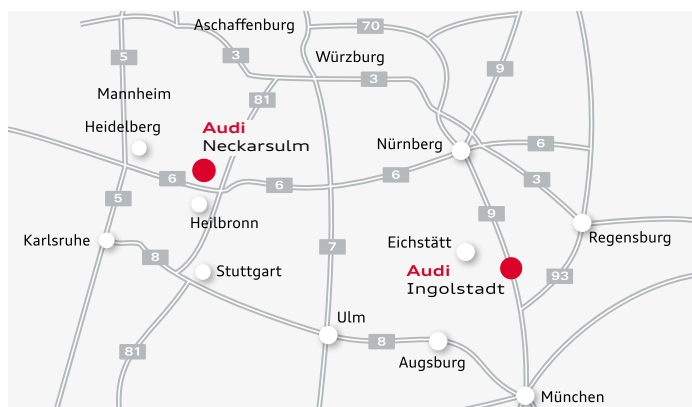 Aschaffenburg
70
5
3
Würzburg
9
3
Mannheim
81
Heidelberg
Audi
Neckarsulm
Nürnberg
6
6
6
6
3
5
Heilbronn
9
Karlsruhe
8
7
Eichstätt
Regensburg
Stuttgart
Audi
Ingolstadt
93
Ulm
81
8
Augsburg
München